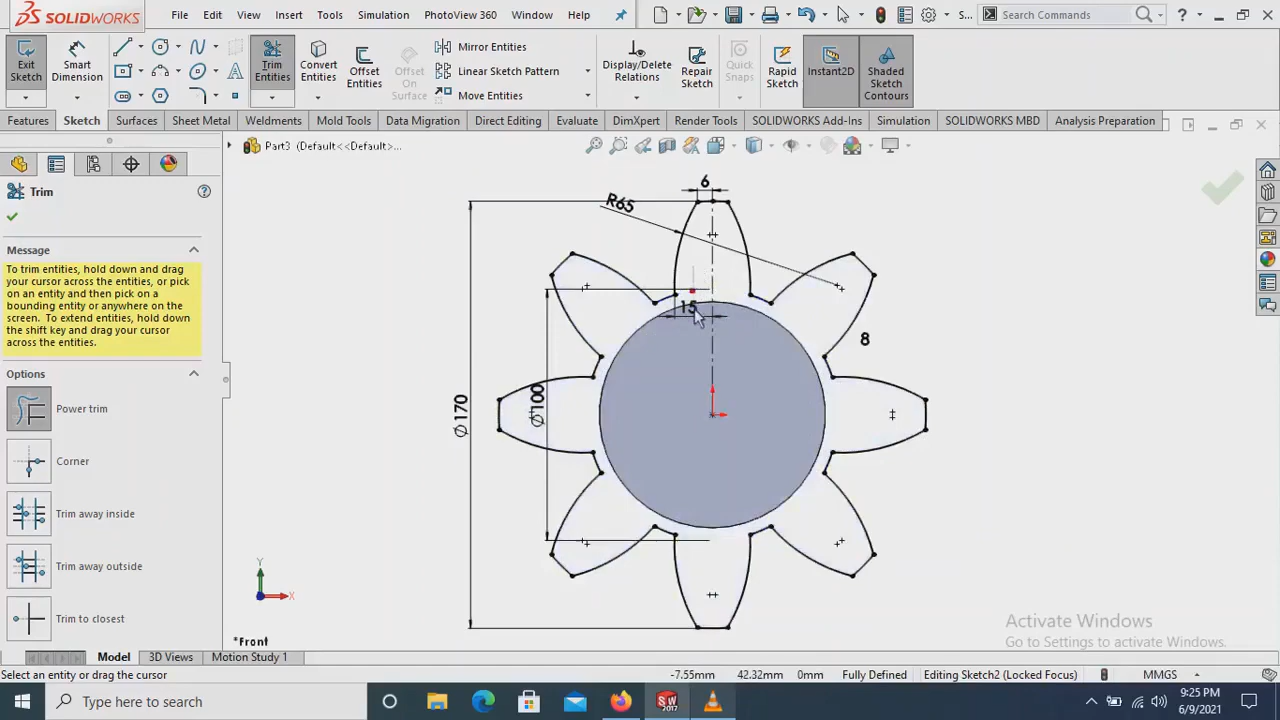 SOLIDWORKS
File Edit View Insert Tools Simulation PhotoView 360 Window Help
S... Search Commands ?
Exit Sketch
Smart Dimension
Trim Entities
Convert Entities
Offset Entities
Offset On Surface
Mirror Entities
Linear Sketch Pattern
Move Entities
Display/Delete Relations
Repair Sketch
Quick Snaps
Rapid Sketch
Instant2D
Shaded Sketch Contours
Features Sketch Surfaces Sheet Metal Weldments Mold Tools Data Migration Direct Editing Evaluate DimXpert Render Tools SOLIDWORKS Add-Ins Simulation SOLIDWORKS MBD Analysis Preparation
Part3 (Default<<Default>...
Trim
Message
To trim entities, hold down and drag
your cursor across the entities, or pick
on an entity and then pick on a
bounding entity or anywhere on the
screen. To extend entities, hold down
the shift key and drag your cursor
across the entities.
Options
Power trim
Corner
Trim away inside
Trim away outside
Trim to closest
6
R65
15
8
Ø170
Ø100
Y
X
*Front
Activate Windows
Go to Settings to activate Windows.
Model 3D Views Motion Study 1
Select an entity or drag the cursor -7.55mm 42.32mm 0mm Fully Defined Editing Sketch2 (Locked Focus) MMGS
Type here to search
SW 2017
9:25 PM
6/9/2021